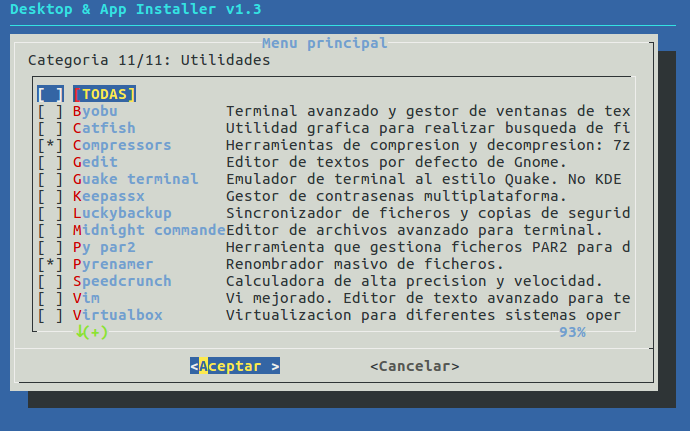 Desktop & App Installer v1.3
Menu principal
Categoria 11/11: Utilidades
[ ] [TODAS]
[ ] Byobu Terminal avanzado y gestor de ventanas de tex
[ ] Catfish Utilidad grafica para realizar busqueda de fi
[*] Compressors Herramientas de compresion y decompresion: 7z
[ ] Gedit Editor de textos por defecto de Gnome.
[ ] Guake terminal Emulador de terminal al estilo Quake. No KDE
[ ] Keepassx Gestor de contrasenas multiplataforma.
[ ] Luckybackup Sincronizador de ficheros y copias de segurid
[ ] Midnight commandeEditor de archivos avanzado para terminal.
[ ] Py par2 Herramienta que gestiona ficheros PAR2 para d
[*] Pyrenamer Renombrador masivo de ficheros.
[ ] Speedcrunch Calculadora de alta precision y velocidad.
[ ] Vim Vi mejorado. Editor de texto avanzado para te
[ ] Virtualbox Virtualizacion para diferentes sistemas oper
↓(+) 93%
<Aceptar > <Cancelar>